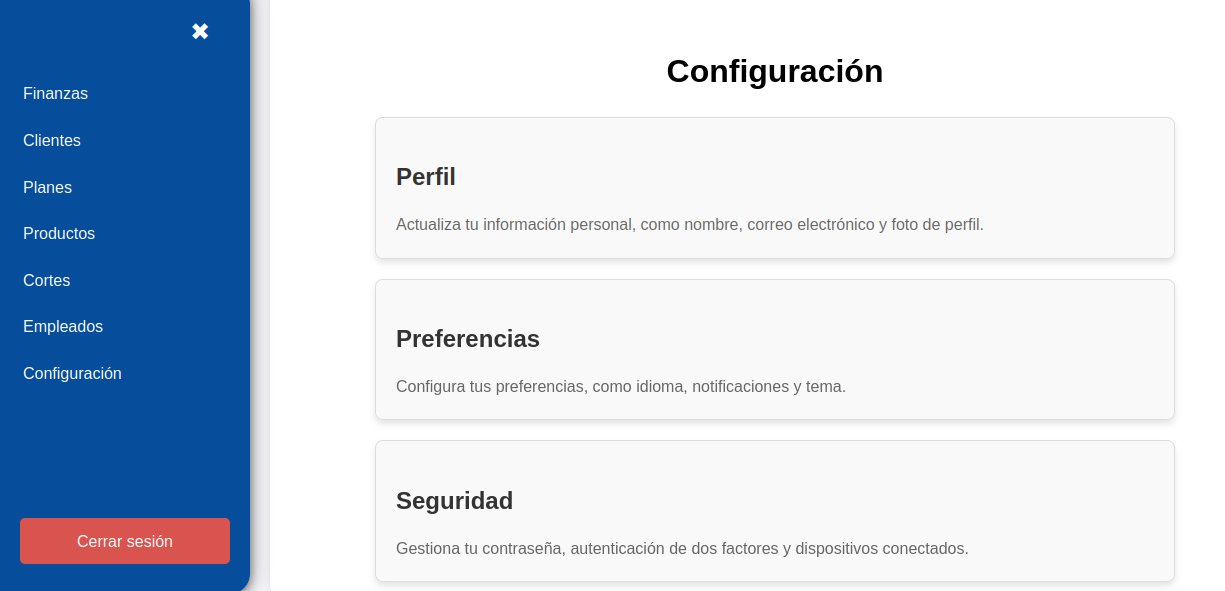 ✖
Finanzas
Clientes
Planes
Productos
Cortes
Empleados
Configuración
Cerrar sesión
Configuración
Perfil
Actualiza tu información personal, como nombre, correo electrónico y foto de perfil.
Preferencias
Configura tus preferencias, como idioma, notificaciones y tema.
Seguridad
Gestiona tu contraseña, autenticación de dos factores y dispositivos conectados.